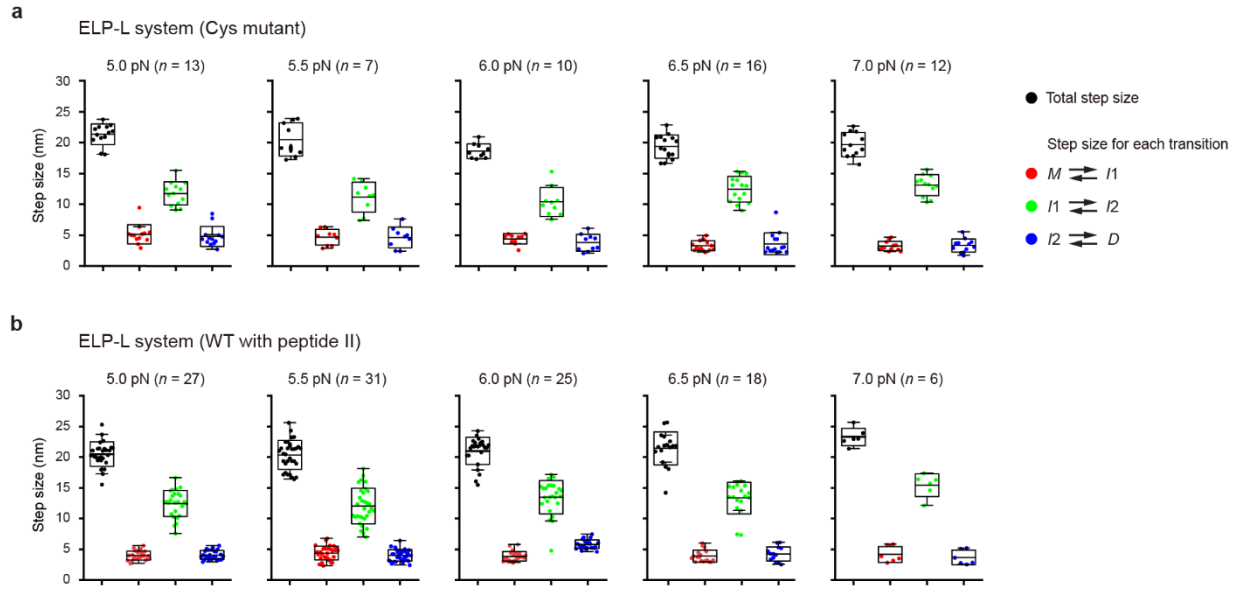 a
ELP-L system (Cys mutant)
5.0 pN (n = 13)
5.5 pN (n = 7)
6.0 pN (n = 10)
6.5 pN (n = 16)
7.0 pN (n = 12)
Step size (nm)
30
25
20
15
10
5
0
Total step size
Step size for each transition
M ⇌ I1
I1 ⇌ I2
I2 ⇌ D
b
ELP-L system (WT with peptide II)
5.0 pN (n = 27)
5.5 pN (n = 31)
6.0 pN (n = 25)
6.5 pN (n = 18)
7.0 pN (n = 6)
Step size (nm)
30
25
20
15
10
5
0